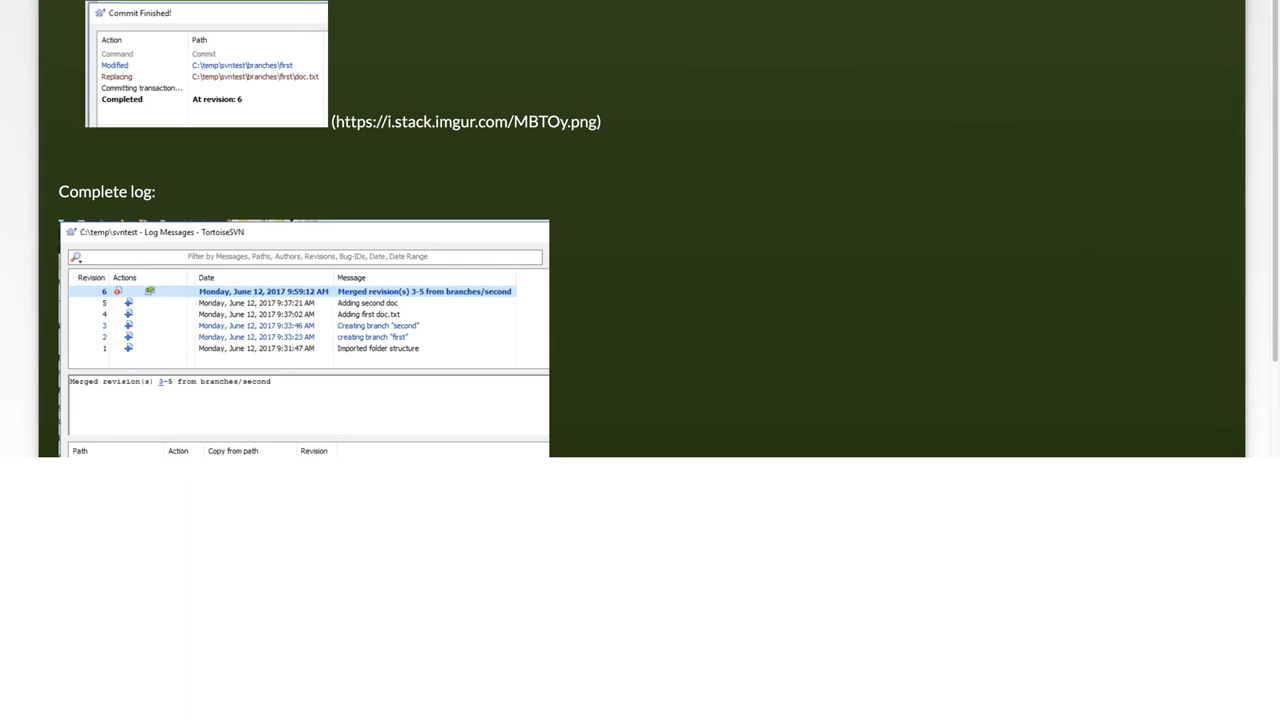 Commit Finished!
Action Path
Command Commit
Modified C:\temp\svntest\branches\first
Replacing C:\temp\svntest\branches\first\doc.txt
Committing transaction...
Completed At revision: 6
(https://i.stack.imgur.com/MBTOy.png)
Complete log:
C:\temp\svntest - Log Messages - TortoiseSVN
Filter by Messages, Paths, Authors, Revisions, Bug-IDs, Date, Date Range
Revision Actions Date Message
6 Monday, June 12, 2017 9:59:12 AM Merged revision(s) 3-5 from branches/second
5 Monday, June 12, 2017 9:37:21 AM Adding second doc
4 Monday, June 12, 2017 9:37:02 AM Adding first doc.txt
3 Monday, June 12, 2017 9:33:46 AM Creating branch "second"
2 Monday, June 12, 2017 9:33:23 AM creating branch "first"
1 Monday, June 12, 2017 9:31:47 AM Imported folder structure
Merged revision(s) 3-5 from branches/second
Path Action Copy from path Revision